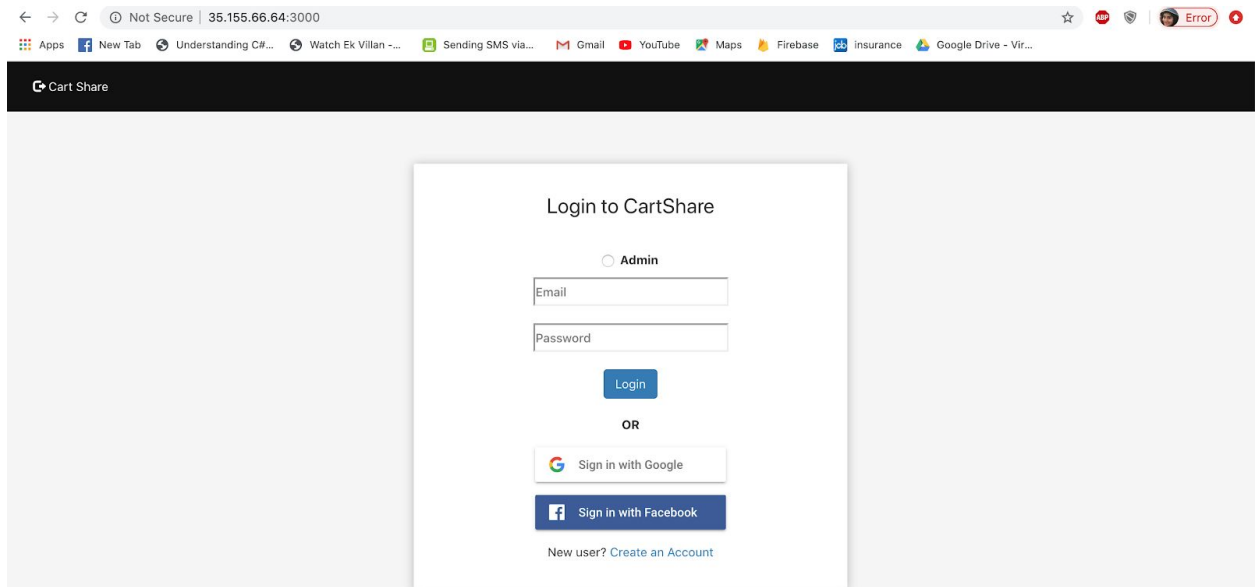 Not Secure | 35.155.66.64:3000 ABP Error
Apps New Tab Understanding C#... Watch Ek Villan -... Sending SMS via... Gmail YouTube Maps Firebase job insurance Google Drive - Vir...
Cart Share
Login to CartShare
Admin
Email
Password
Login
OR
Sign in with Google
Sign in with Facebook
New user? Create an Account